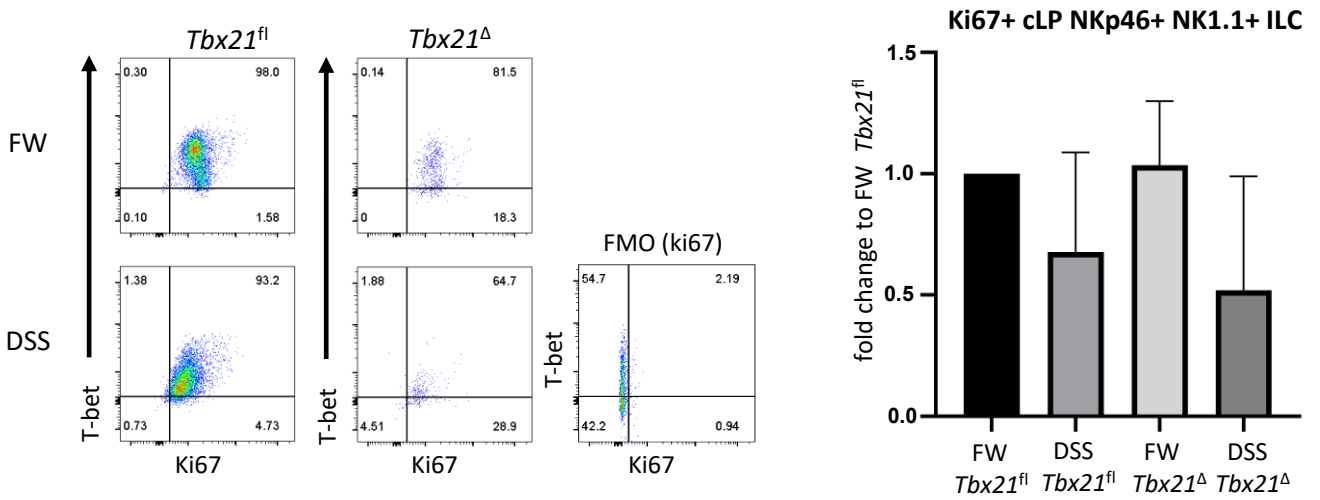 Tbx21fl
Tbx21Δ
FW
0.30 98.0
0.10 1.58
0.14 81.5
0 18.3
DSS
T-bet
1.38 93.2
0.73 4.73
Ki67
T-bet
1.88 64.7
4.51 28.9
Ki67
FMO (ki67)
T-bet
54.7 2.19
42.2 0.94
Ki67
Ki67+ cLP NKp46+ NK1.1+ ILC
fold change to FW Tbx21fl
1.5
1.0
0.5
0.0
FW DSS FW DSS
Tbx21fl Tbx21fl Tbx21Δ Tbx21Δ